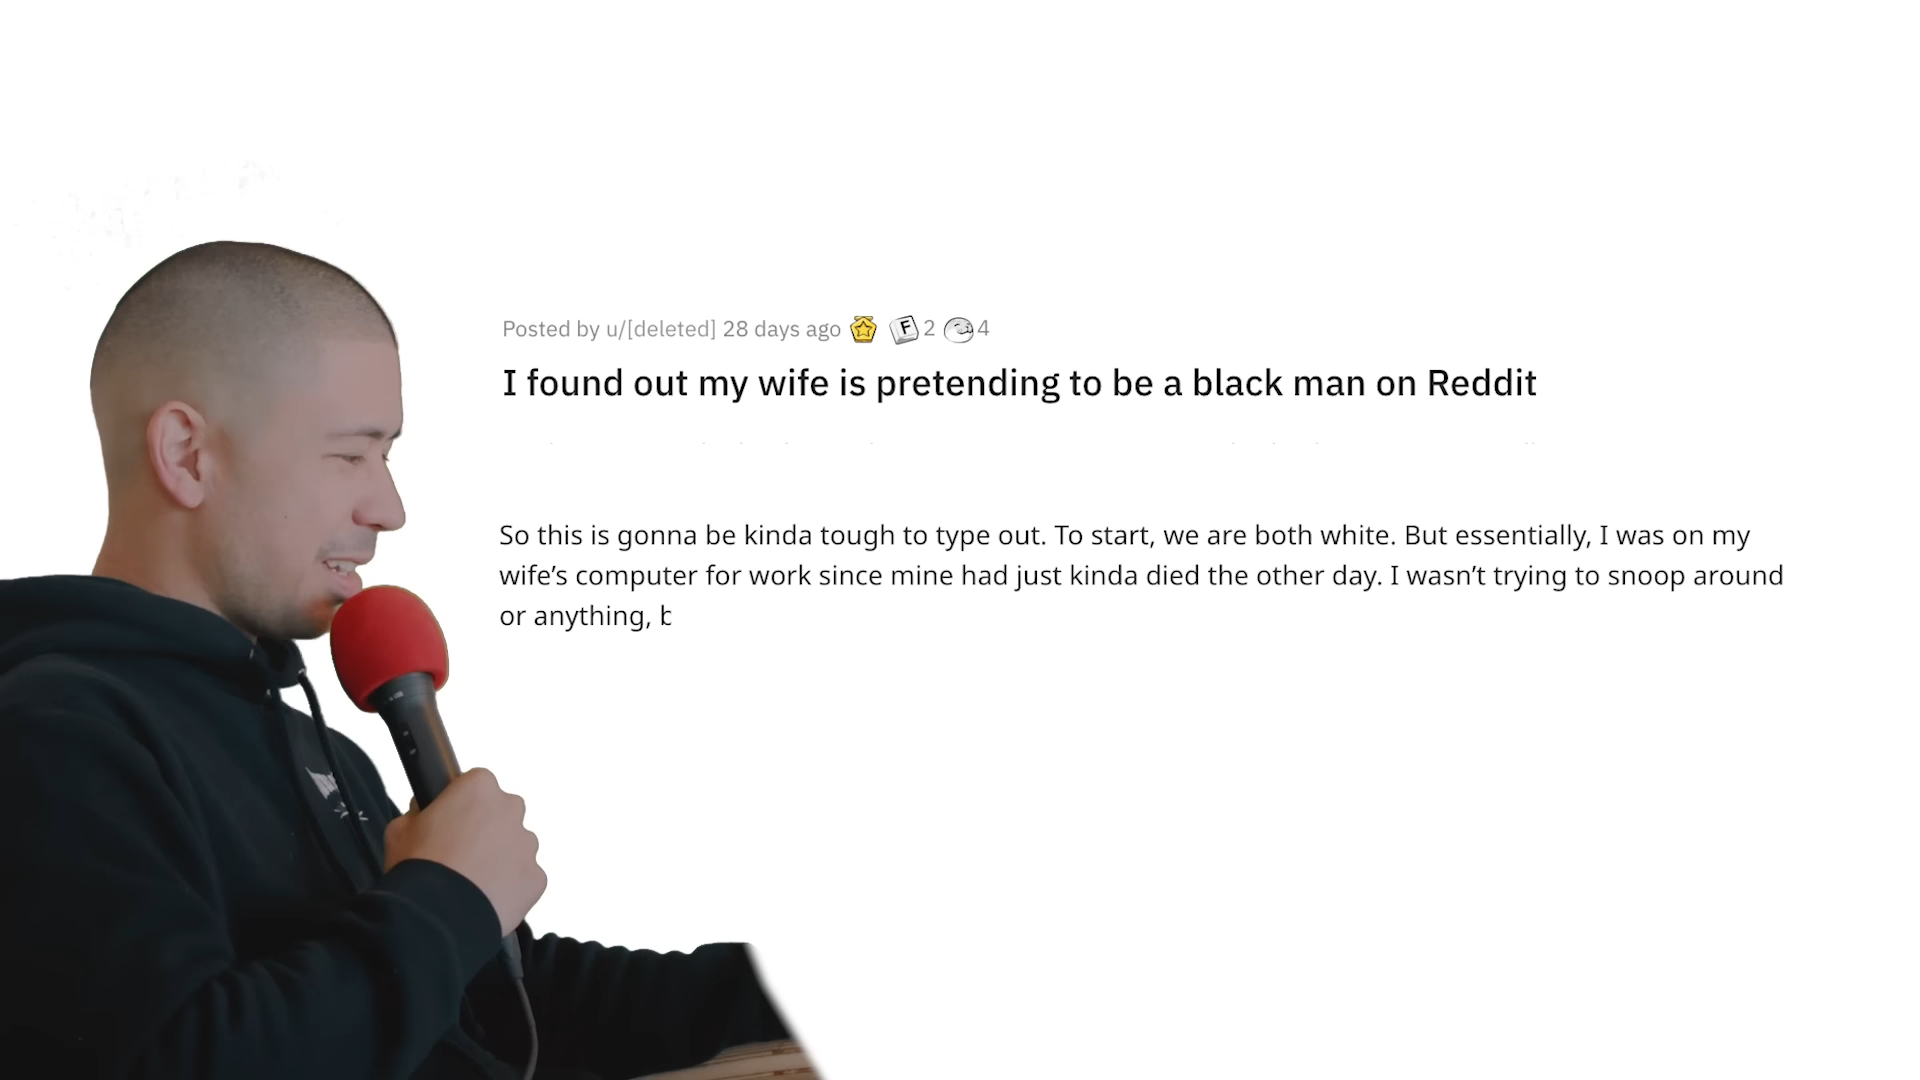 Posted by u/[deleted] 28 days ago F 2 4
I found out my wife is pretending to be a black man on Reddit
So this is gonna be kinda tough to type out. To start, we are both white. But essentially, I was on my
wife’s computer for work since mine had just kinda died the other day. I wasn’t trying to snoop around
or anything,